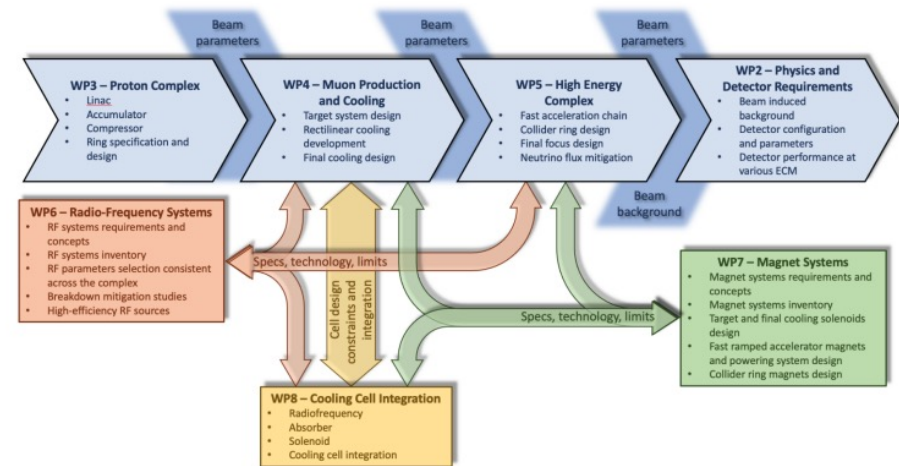 Beam
parameters
Beam
parameters
Beam
parameters
WP3 – Proton Complex
• Linac
• Accumulator
• Compressor
• Ring specification and
design
WP4 – Muon Production
and Cooling
• Target system design
• Rectilinear cooling
development
• Final cooling design
WP5 – High Energy
Complex
• Fast acceleration chain
• Collider ring design
• Final focus design
• Neutrino flux mitigation
WP2 – Physics and
Detector Requirements
• Beam induced
background
• Detector configuration
and parameters
• Detector performance at
various ECM
Beam
background
WP6 – Radio-Frequency Systems
• RF systems requirements and
concepts
• RF systems inventory
• RF parameters selection consistent
across the complex
• Breakdown mitigation studies
• High-efficiency RF sources
Specs, technology, limits
Cell design
constraints and
integration
Specs, technology, limits
WP7 – Magnet Systems
• Magnet systems requirements and
concepts
• Magnet systems inventory
• Target and final cooling solenoids
design
• Fast ramped accelerator magnets
and powering system design
• Collider ring magnets design
WP8 – Cooling Cell Integration
• Radiofrequency
• Absorber
• Solenoid
• Cooling cell integration